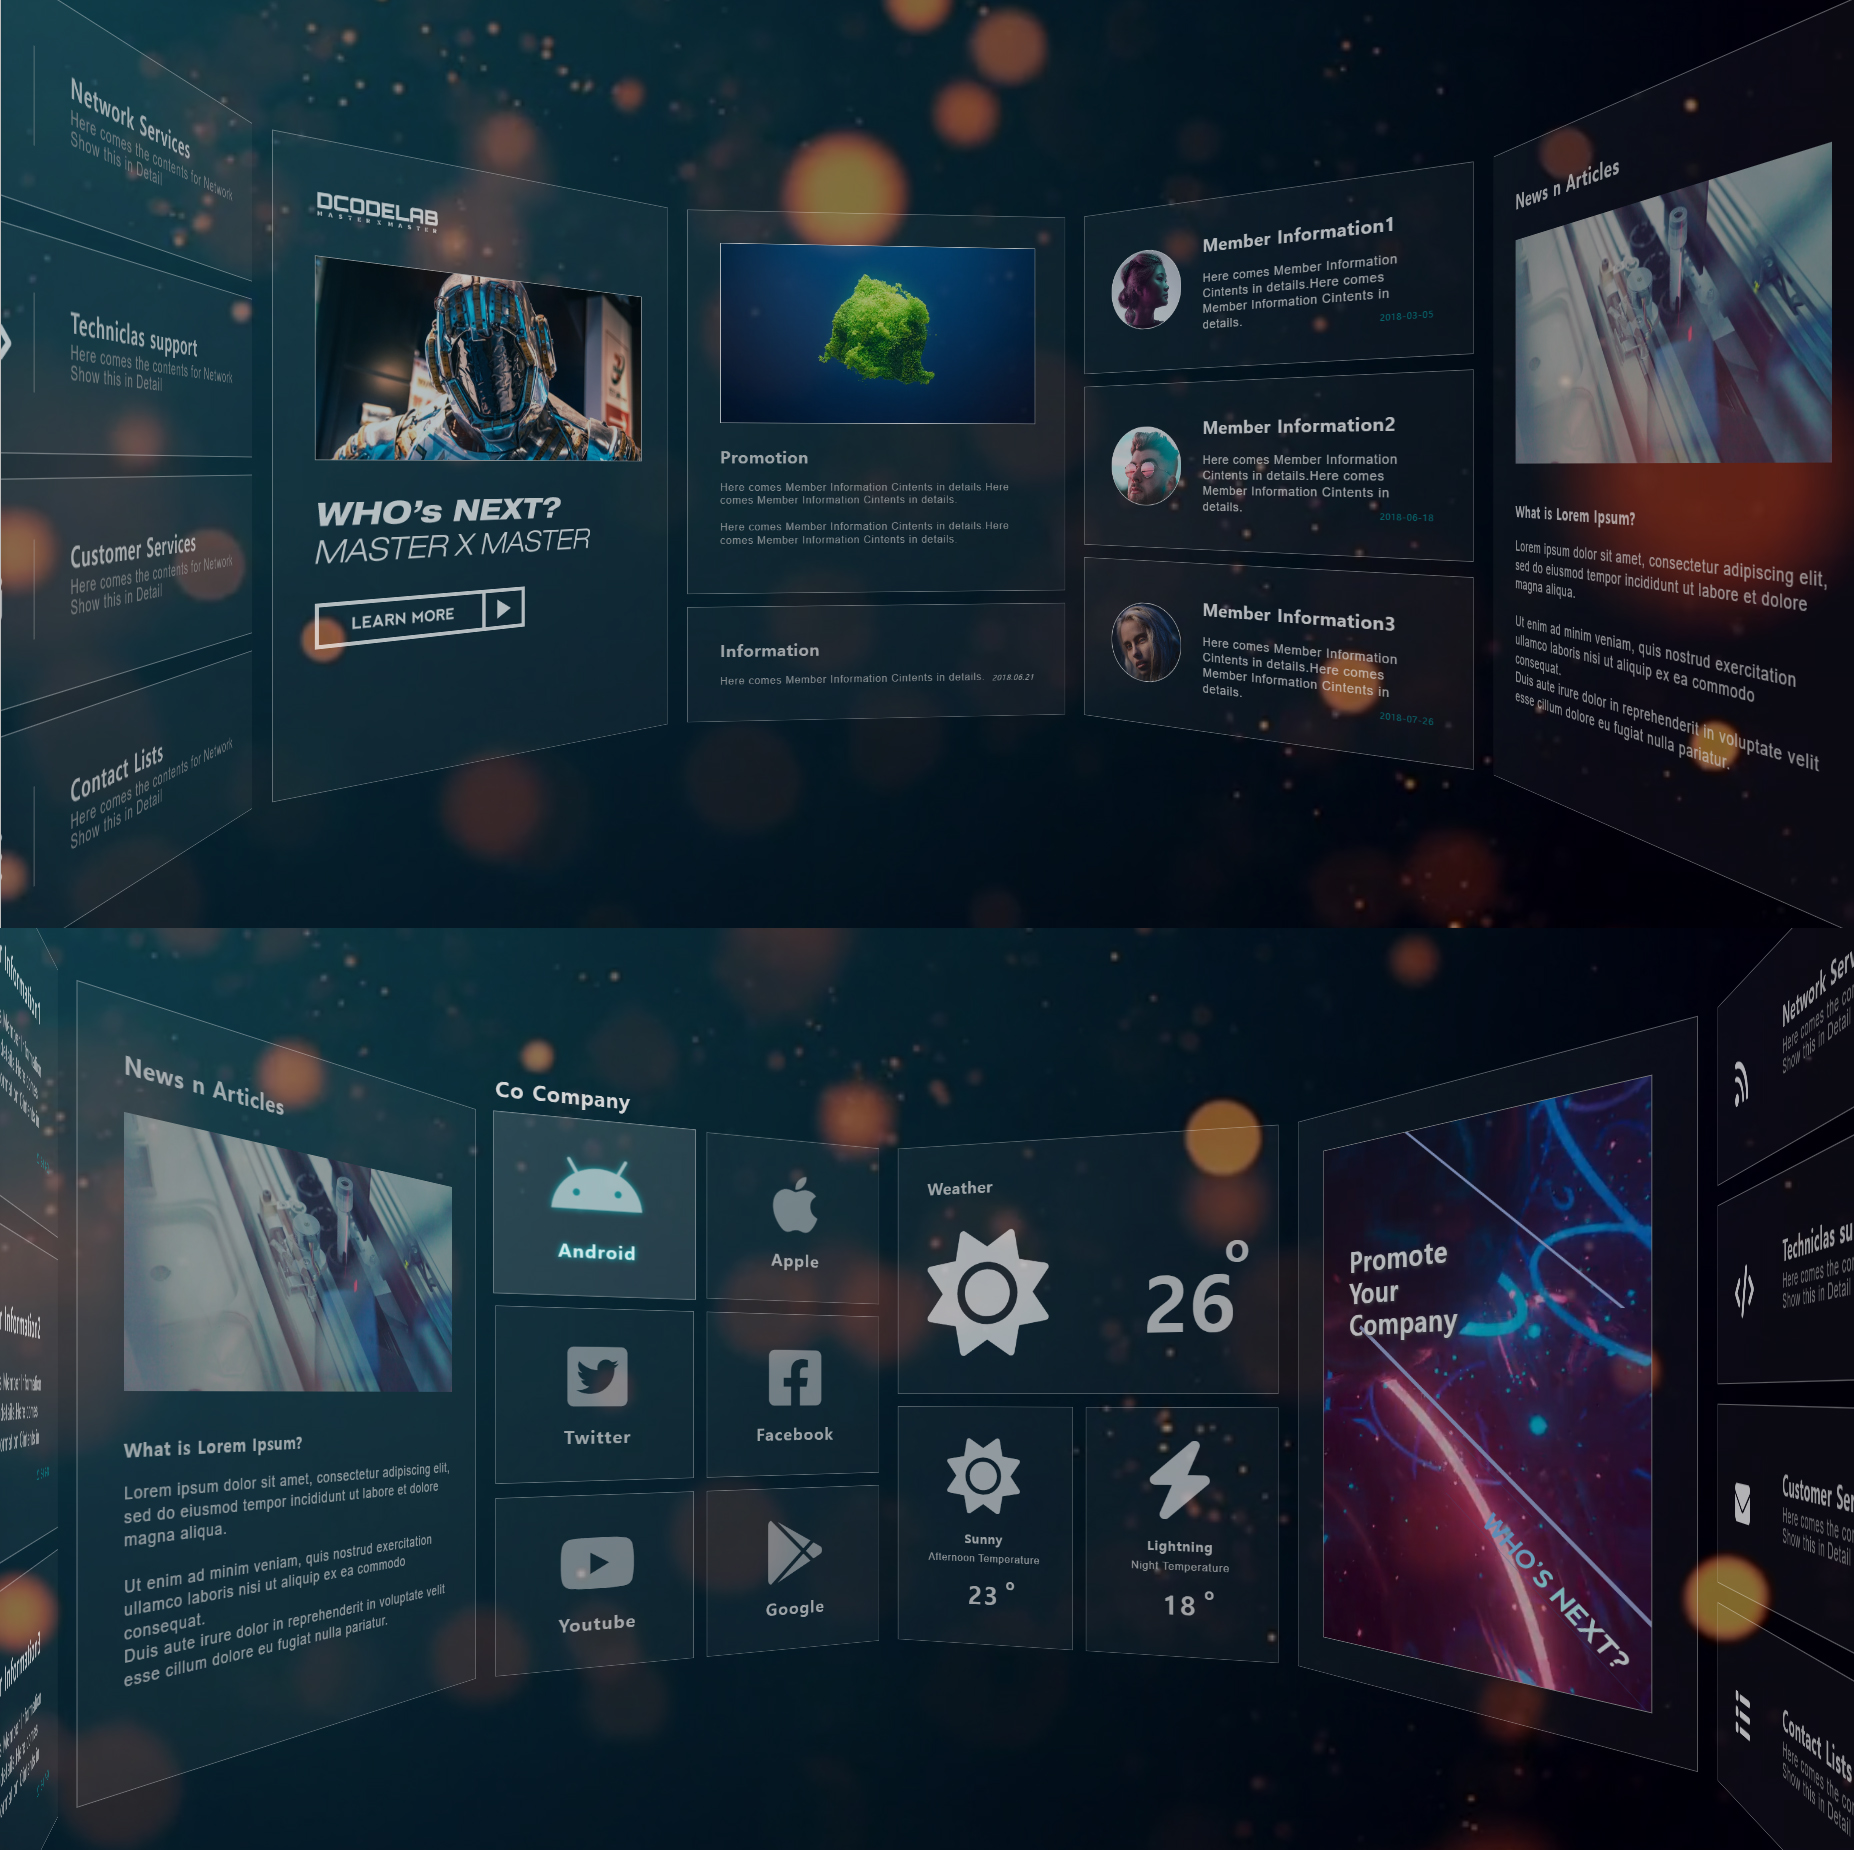 Network Services
Here comes the contents for Network
Show this in Detail
Techniclas support
Here comes the contents for Network
Show this in Detail
Customer Services
Here comes the contents for Network
Show this in Detail
Contact Lists
Here comes the contents for Network
Show this in Detail
DCODELAB
MASTER X MASTER
WHO's NEXT?
MASTER X MASTER
LEARN MORE
Promotion
Here comes Member Information Cintents in details.Here
comes Member Information Cintents in details.
Here comes Member Information Cintents in details.Here
comes Member Information Cintents in details.
Information
Here comes Member Information Cintents in details. 2018.06.21
Member Information1
Here comes Member Information
Cintents in details.Here comes
Member Information Cintents in
details.
2018-03-05
Member Information2
Here comes Member Information
Cintents in details.Here comes
Member Information Cintents in
details.
2018-06-18
Member Information3
Here comes Member Information
Cintents in details.Here comes
Member Information Cintents in
details.
2018-07-26
News n Articles
What is Lorem Ipsum?
Lorem ipsum dolor sit amet, consectetur adipiscing elit,
sed do eiusmod tempor incididunt ut labore et dolore
magna aliqua.
Ut enim ad minim veniam, quis nostrud exercitation
ullamco laboris nisi ut aliquip ex ea commodo
consequat.
Duis aute irure dolor in reprehenderit in voluptate velit
esse cillum dolore eu fugiat nulla pariatur.
r Information1
r Information2
r Information3
News n Articles
What is Lorem Ipsum?
Lorem ipsum dolor sit amet, consectetur adipiscing elit,
sed do eiusmod tempor incididunt ut labore et dolore
magna aliqua.
Ut enim ad minim veniam, quis nostrud exercitation
ullamco laboris nisi ut aliquip ex ea commodo
consequat.
Duis aute irure dolor in reprehenderit in voluptate velit
esse cillum dolore eu fugiat nulla pariatur.
Co Company
Android
Apple
Twitter
Facebook
Youtube
Google
Weather
26°
Sunny
Afternoon Temperature
23 °
Lightning
Night Temperature
18 °
Promote
Your
Company
WHO'S NEXT?
Network Serv
Here comes the con
Show this in Detail
Techniclas su
Here comes the con
Show this in Detail
Customer Ser
Here comes the co
Show this in Detail
Contact Lists
Here comes the co
Show this in Detail